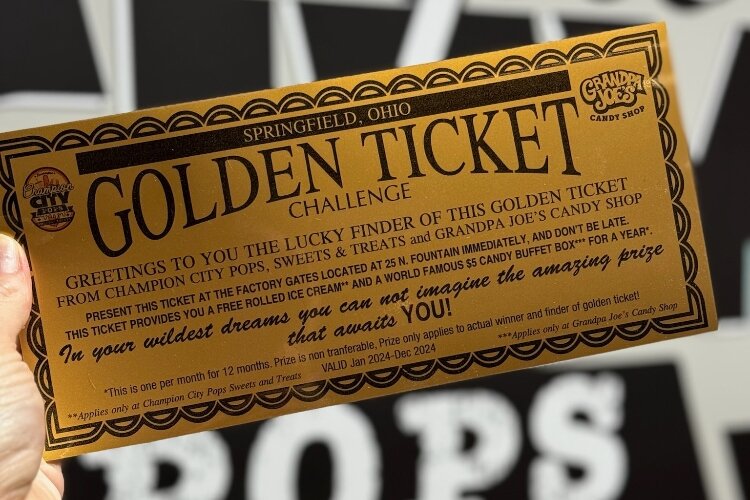 SPRINGFIELD, OHIO
GRANDPA
JOE'S
CANDY SHOP
GOLDEN TICKET
CHALLENGE
Champion
CITY
POPS
GREETINGS TO YOU THE LUCKY FINDER OF THIS GOLDEN TICKET
FROM CHAMPION CITY POPS, SWEETS & TREATS and GRANDPA JOE'S CANDY SHOP
PRESENT THIS TICKET AT THE FACTORY GATES LOCATED AT 25 N. FOUNTAIN IMMEDIATELY, AND DON'T BE LATE.
THIS TICKET PROVIDES YOU A FREE ROLLED ICE CREAM** AND A WORLD FAMOUS $5 CANDY BUFFET BOX*** FOR A YEAR*.
In your wildest dreams you can not imagine the amazing prize
that awaits YOU!
*This is one per month for 12 months. Prize is non tranferable, Prize only applies to actual winner and finder of golden ticket!
**Applies only at Champion City Pops Sweets and Treats
VALID Jan 2024-Dec 2024
***Applies only at Grandpa Joe's Candy Shop
POPS